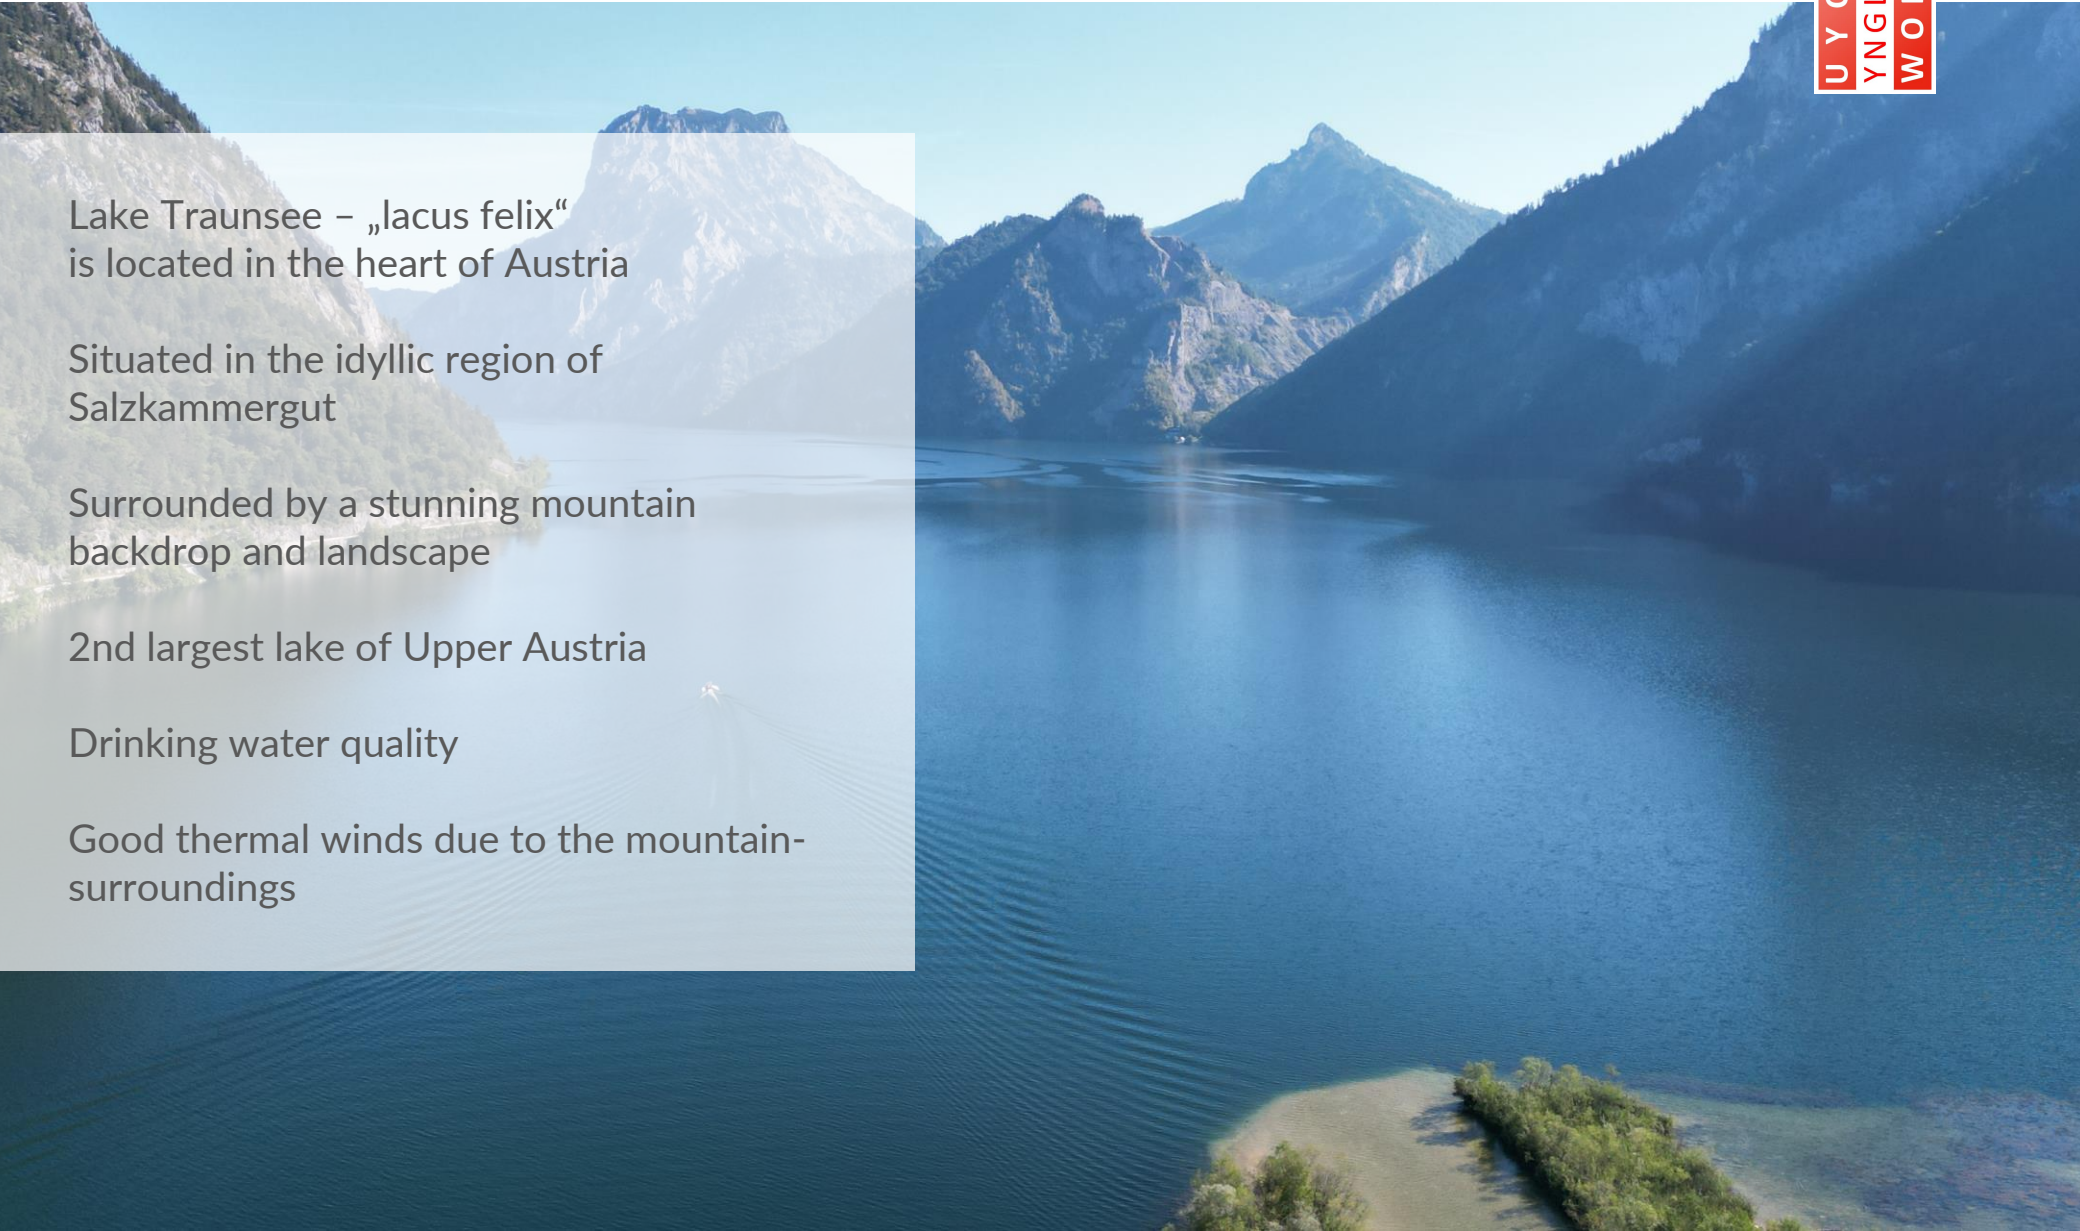 Lake Traunsee – „lacus felix“
is located in the heart of Austria
Situated in the idyllic region of
Salzkammergut
Surrounded by a stunning mountain
backdrop and landscape
2nd largest lake of Upper Austria
Drinking water quality
Good thermal winds due to the mountain-
surroundings